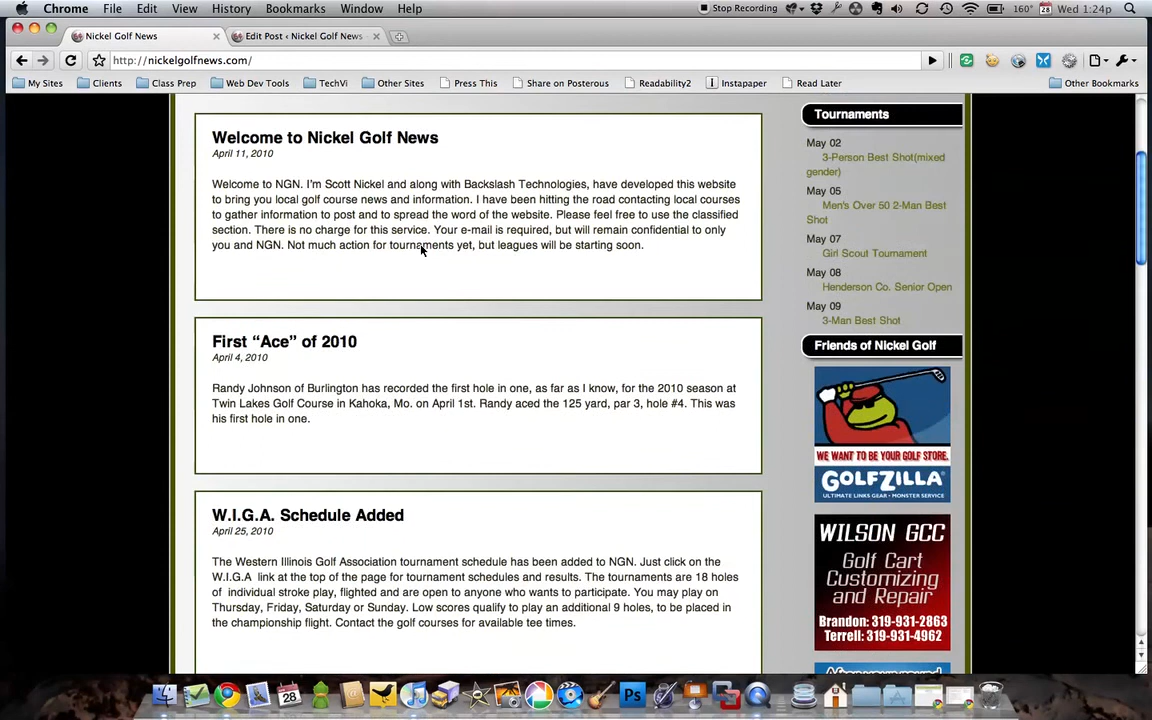 Chrome File Edit View History Bookmarks Window Help Stop Recording 160° 28 Wed 1:24p
Nickel Golf News Edit Post ‹ Nickel Golf News
http://nickelgolfnews.com/
My Sites Clients Class Prep Web Dev Tools TechVi Other Sites Press This Share on Posterous Readability2 Instapaper Read Later Other Bookmarks
Welcome to Nickel Golf News
April 11, 2010
Welcome to NGN. I'm Scott Nickel and along with Backslash Technologies, have developed this website
to bring you local golf course news and information. I have been hitting the road contacting local courses
to gather information to post and to spread the word of the website. Please feel free to use the classified
section. There is no charge for this service. Your e-mail is required, but will remain confidential to only
you and NGN. Not much action for tournaments yet, but leagues will be starting soon.
First “Ace” of 2010
April 4, 2010
Randy Johnson of Burlington has recorded the first hole in one, as far as I know, for the 2010 season at
Twin Lakes Golf Course in Kahoka, Mo. on April 1st. Randy aced the 125 yard, par 3, hole #4. This was
his first hole in one.
W.I.G.A. Schedule Added
April 25, 2010
The Western Illinois Golf Association tournament schedule has been added to NGN. Just click on the
W.I.G.A link at the top of the page for tournament schedules and results. The tournaments are 18 holes
of individual stroke play, flighted and are open to anyone who wants to participate. You may play on
Thursday, Friday, Saturday or Sunday. Low scores qualify to play an additional 9 holes, to be placed in
the championship flight. Contact the golf courses for available tee times.
Tournaments
May 02
3-Person Best Shot(mixed
gender)
May 05
Men's Over 50 2-Man Best
Shot
May 07
Girl Scout Tournament
May 08
Henderson Co. Senior Open
May 09
3-Man Best Shot
Friends of Nickel Golf
WE WANT TO BE YOUR GOLF STORE.
GOLFZILLA
ULTIMATE LINKS GEAR • MONSTER SERVICE
WILSON GCC
Golf Cart
Customizing
and Repair
Brandon: 319-931-2863
Terrell: 319-931-4962
28
Ps